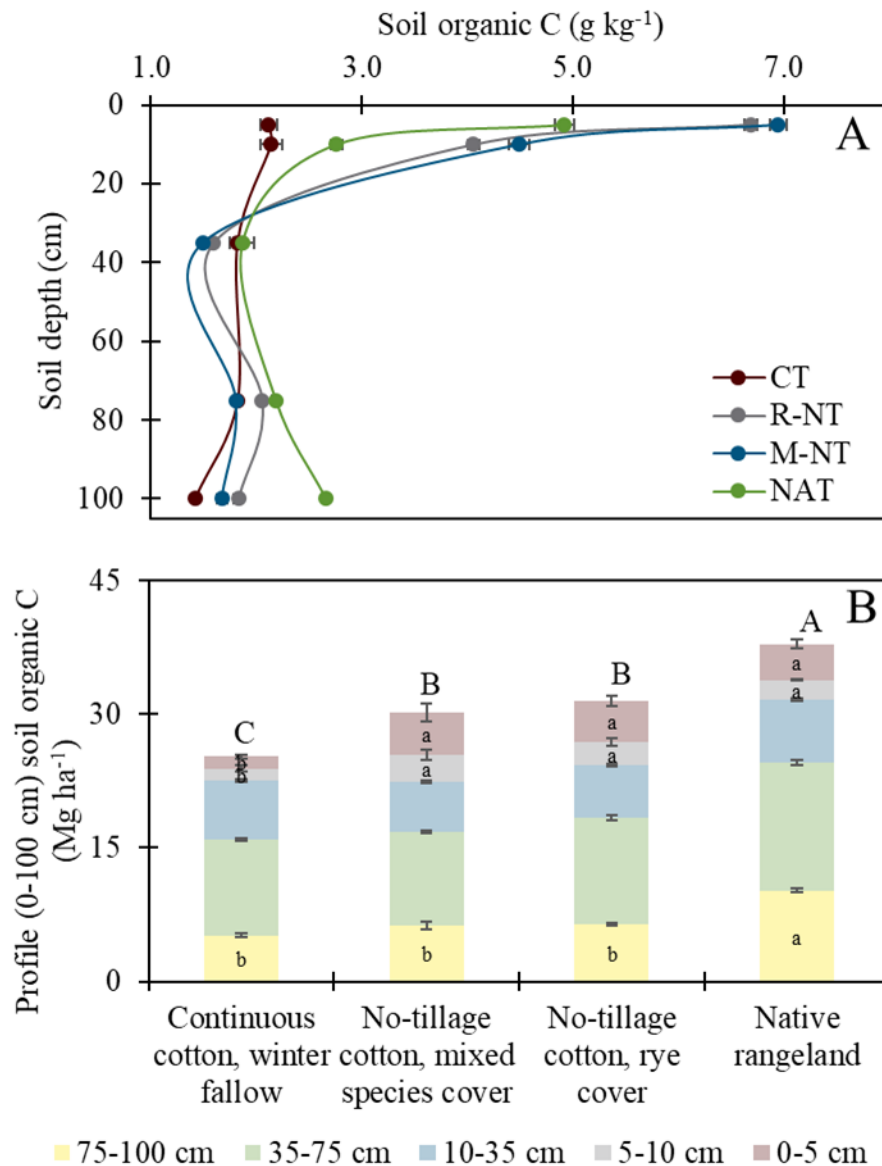 Soil organic C (g kg⁻¹)
1.0 3.0 5.0 7.0
A
0
20
40
60
80
100
Soil depth (cm)
CT
R-NT
M-NT
NAT
B
Profile (0-100 cm) soil organic C
(Mg ha⁻¹)
45
30
15
0
C
b
b
b
B
a
a
b
B
a
a
b
A
a
a
a
Continuous
cotton, winter
fallow
No-tillage
cotton, mixed
species cover
No-tillage
cotton, rye
cover
Native
rangeland
75-100 cm 35-75 cm 10-35 cm 5-10 cm 0-5 cm